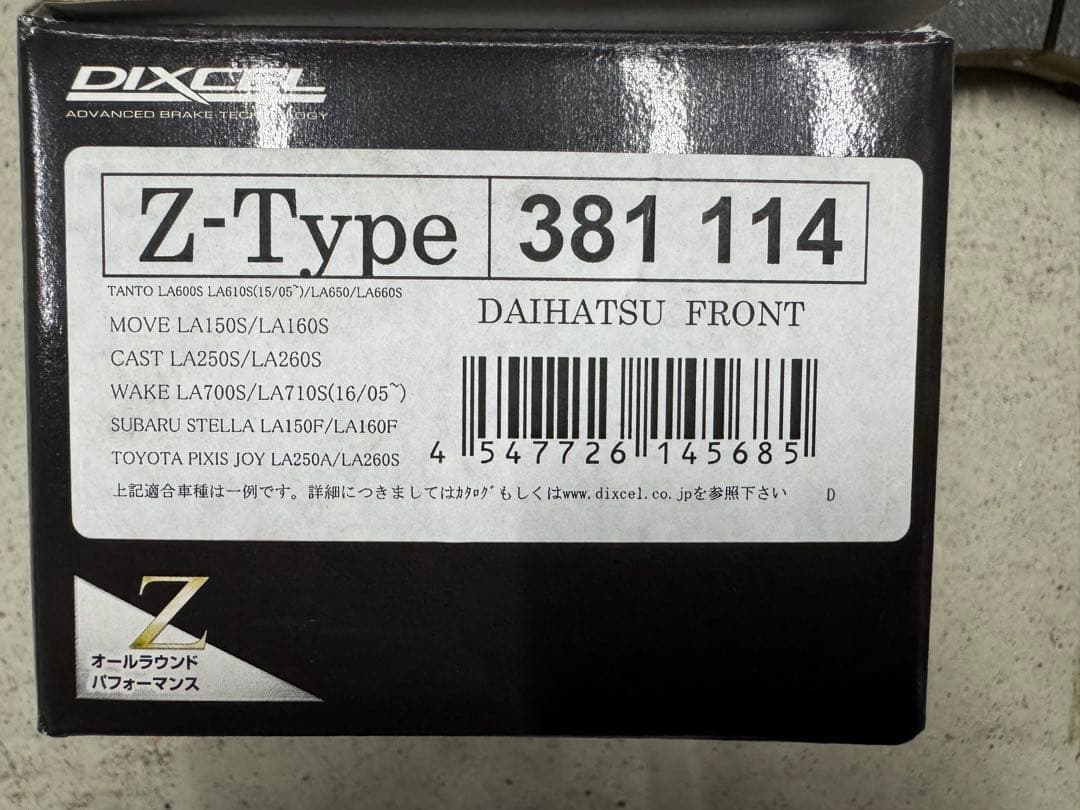 DIXCEL
ADVANCED BRAKE TECHNOLOGY
Z-Type 381 114
TANTO LA600S LA610S(15/05~)/LA650/LA660S
DAIHATSU FRONT
MOVE LA150S/LA160S
CAST LA250S/LA260S
WAKE LA700S/LA710S(16/05~)
SUBARU STELLA LA150F/LA160F
TOYOTA PIXIS JOY LA250A/LA260S
4 547726 145685
上記適合車種は一例です。詳細につきましてはｶﾀﾛｸﾞもしくはwww.dixcel.co.jpを参照下さい D
Z
オールラウンド
パフォーマンス